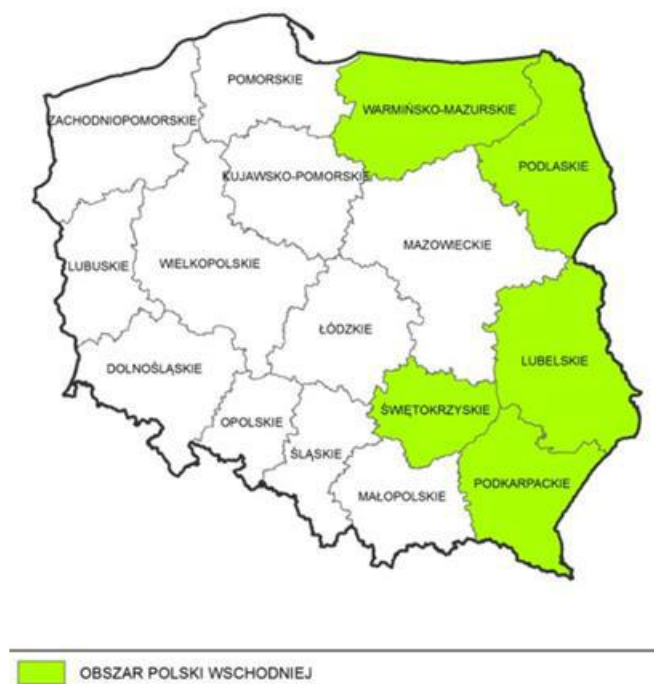 POMORSKIE
WARMIŃSKO-MAZURSKIE
ZACHODNIOPOMORSKIE
PODLASKIE
KUJAWSKO-POMORSKIE
MAZOWIECKIE
WIELKOPOLSKIE
LUBUSKIE
ŁÓDZKIE
LUBELSKIE
DOLNOŚLĄSKIE
ŚWIĘTOKRZYSKIE
OPOLSKIE
ŚLĄSKIE
PODKARPACKIE
MAŁOPOLSKIE
OBSZAR POLSKI WSCHODNIEJ